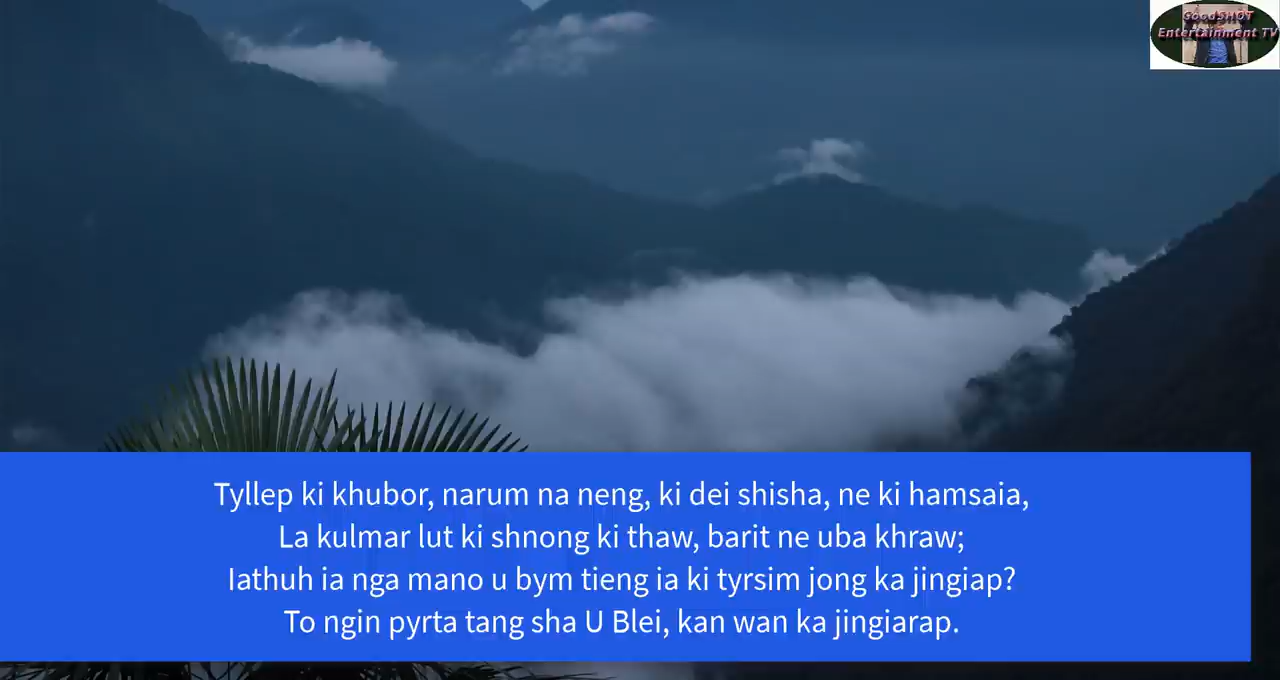 GoodSHOT
Entertainment TV
Tyllep ki khubor, narum na neng, ki dei shisha, ne ki hamsaia,
La kulmar lut ki shnong ki thaw, barit ne uba khraw;
Iathuh ia nga mano u bym tieng ia ki tyrsim jong ka jingiap?
To ngin pyrta tang sha U Blei, kan wan ka jingiarap.